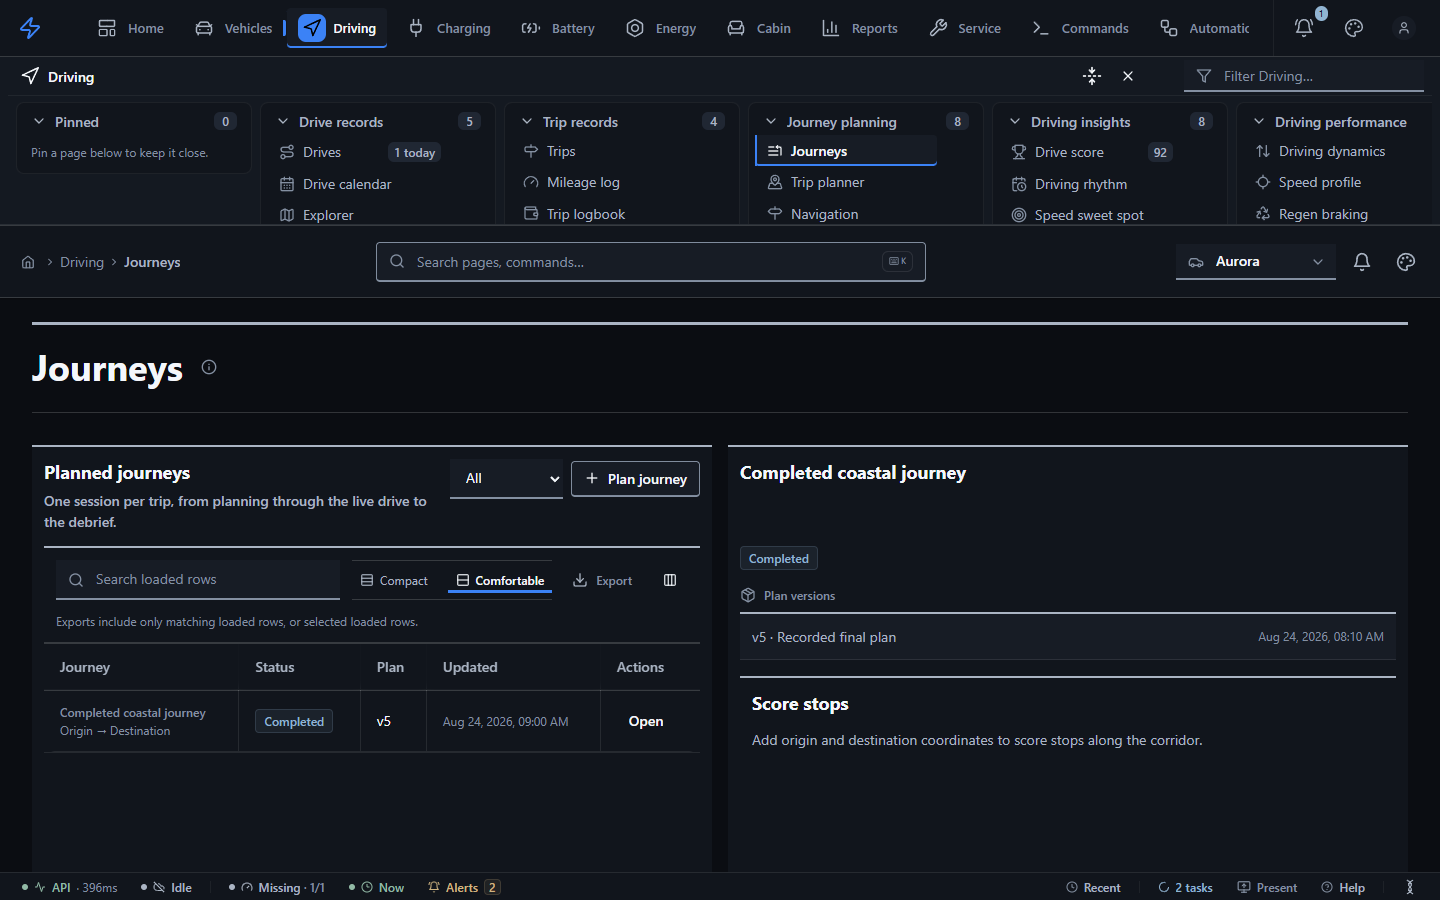 Home
Vehicles
Driving
Charging
Battery
Energy
Cabin
Reports
Service
Commands
Automatic
1
Driving
Filter Driving...
Pinned 0
Pin a page below to keep it close.
Drive records 5
Drives 1 today
Drive calendar
Explorer
Trip records 4
Trips
Mileage log
Trip logbook
Journey planning 8
Journeys
Trip planner
Navigation
Driving insights 8
Drive score 92
Driving rhythm
Speed sweet spot
Driving performance
Driving dynamics
Speed profile
Regen braking
Driving > Journeys
Search pages, commands...
K
Aurora
Journeys
Planned journeys
One session per trip, from planning through the live drive to
the debrief.
All
Plan journey
Search loaded rows
Compact
Comfortable
Export
Exports include only matching loaded rows, or selected loaded rows.
Journey Status Plan Updated Actions
Completed coastal journey
Origin → Destination
Completed
v5
Aug 24, 2026, 09:00 AM
Open
Completed coastal journey
Completed
Plan versions
v5 · Recorded final plan
Aug 24, 2026, 08:10 AM
Score stops
Add origin and destination coordinates to score stops along the corridor.
API · 396ms
Idle
Missing · 1/1
Now
Alerts 2
Recent
2 tasks
Present
Help